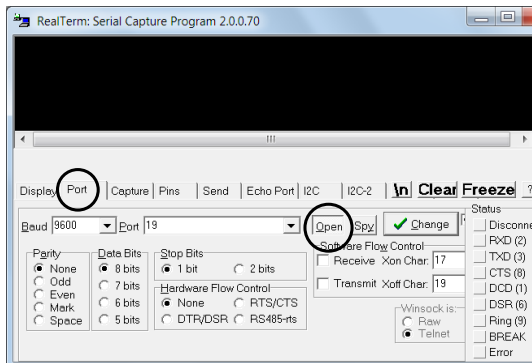 RealTerm: Serial Capture Program 2.0.0.70
Display Port Capture Pins Send Echo Port I2C I2C-2 \n Clear Freeze ?
Status
Baud 9600 Port 19 Open Spy Change
Disconne
RXD (2)
TXD (3)
CTS (8)
DCD (1)
DSR (6)
Ring (9)
BREAK
Error
Parity
None
Odd
Even
Mark
Space
Data Bits
8 bits
7 bits
6 bits
5 bits
Stop Bits
1 bit 2 bits
Hardware Flow Control
None RTS/CTS
DTR/DSR RS485-rts
Software Flow Control
Receive Xon Char: 17
Transmit Xoff Char: 19
Winsock is:
Raw
Telnet